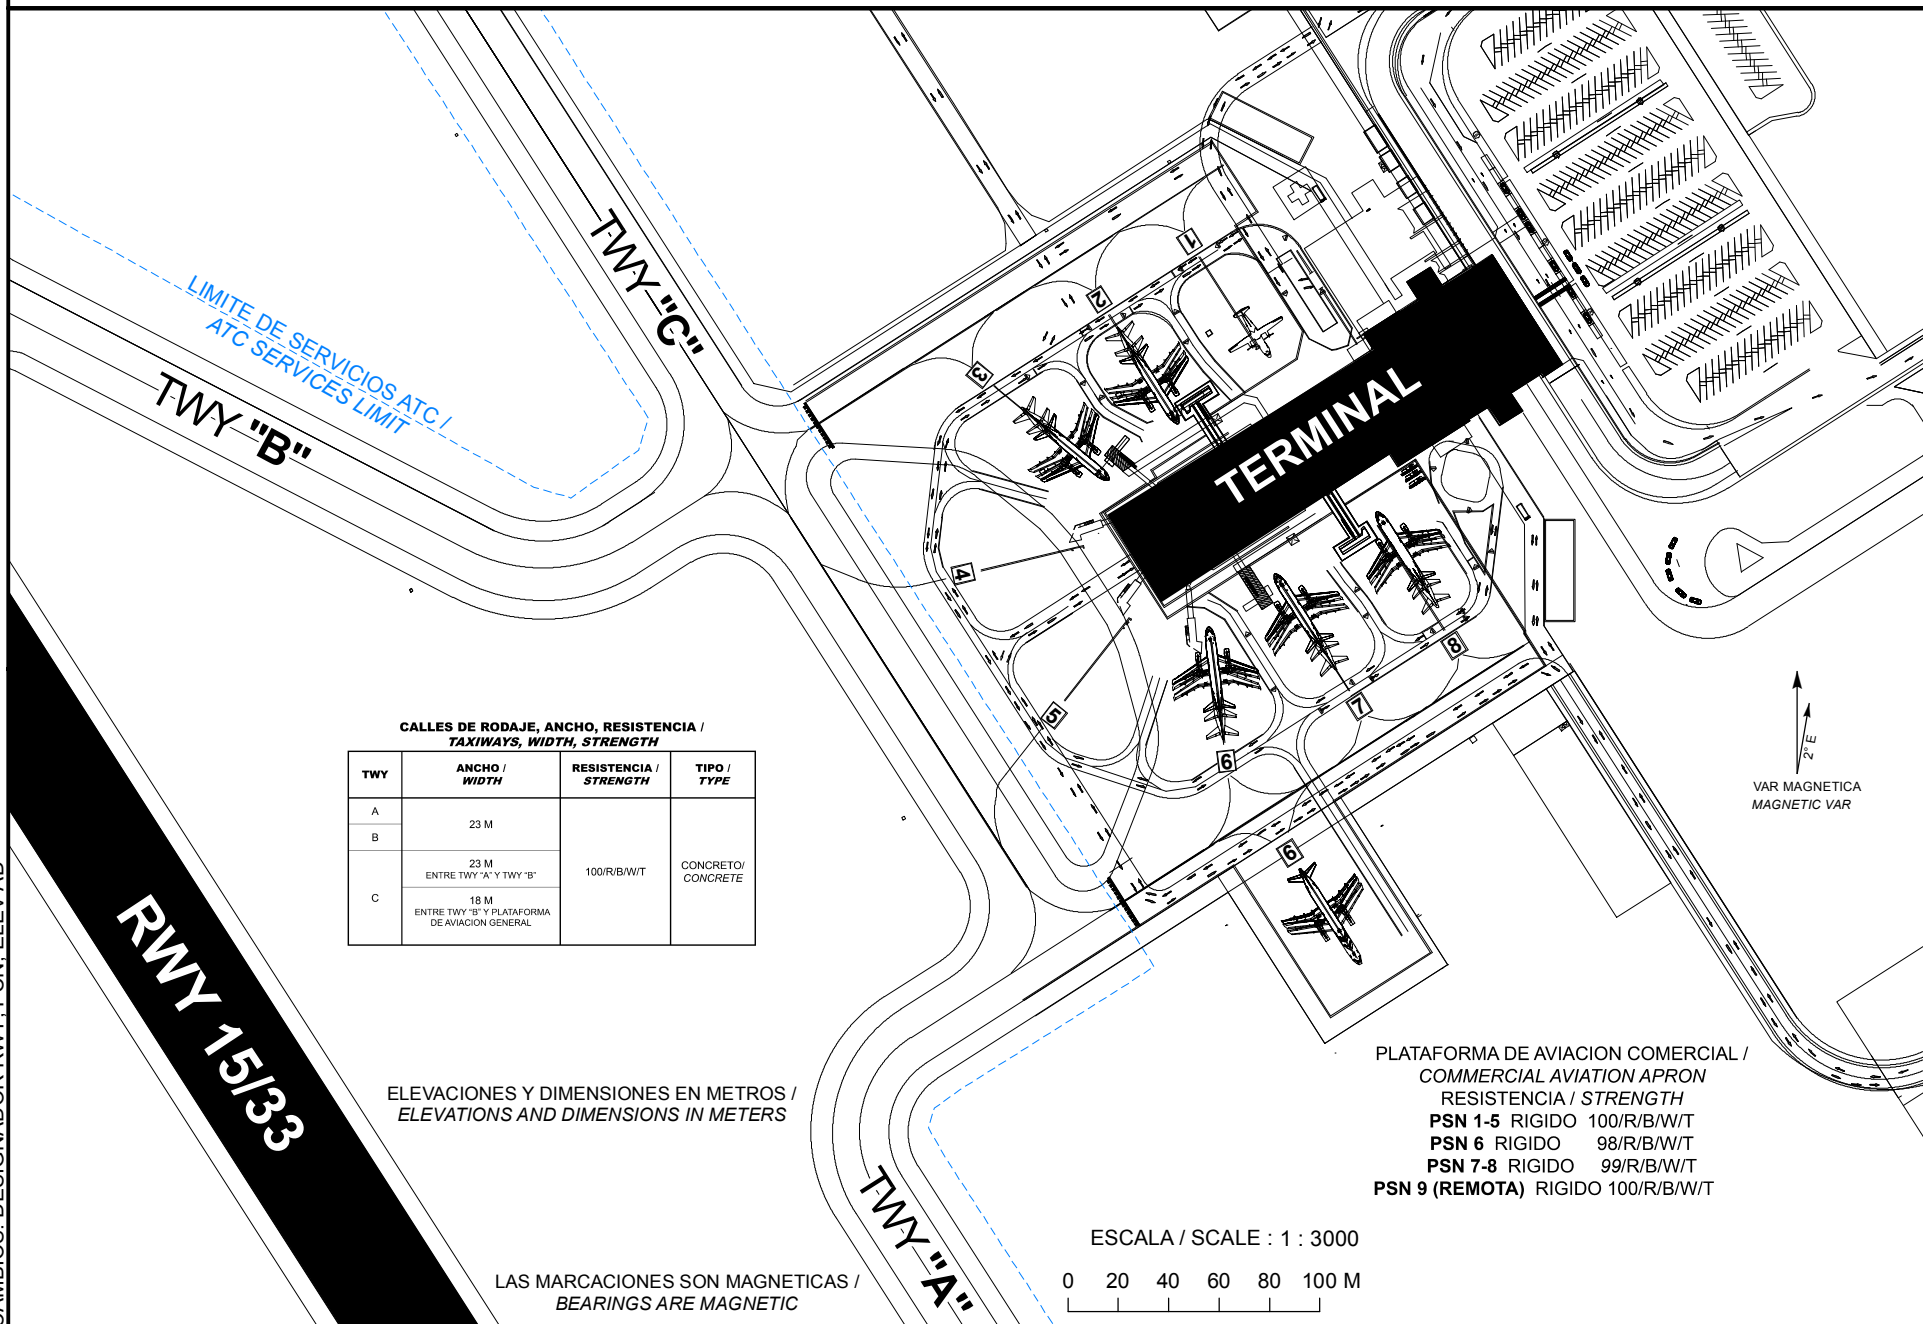 LIMITE DE SERVICIOS ATC /
ATC SERVICES LIMIT
TWY "C"
TWY "B"
1
2
3
4
5
6
7
8
9
TERMINAL
CALLES DE RODAJE, ANCHO, RESISTENCIA /
TAXIWAYS, WIDTH, STRENGTH
TWY
ANCHO /
WIDTH
RESISTENCIA /
STRENGTH
TIPO /
TYPE
A
B
23 M
C
23 M
ENTRE TWY "A" Y TWY "B"
18 M
ENTRE TWY "B" Y PLATAFORMA
DE AVIACION GENERAL
100/R/B/W/T
CONCRETO/
CONCRETE
2° E
VAR MAGNETICA
MAGNETIC VAR
RWY 15/33
ELEVACIONES Y DIMENSIONES EN METROS /
ELEVATIONS AND DIMENSIONS IN METERS
PLATAFORMA DE AVIACION COMERCIAL /
COMMERCIAL AVIATION APRON
RESISTENCIA / STRENGTH
PSN 1-5 RIGIDO 100/R/B/W/T
PSN 6 RIGIDO 98/R/B/W/T
PSN 7-8 RIGIDO 99/R/B/W/T
PSN 9 (REMOTA) RIGIDO 100/R/B/W/T
TWY "A"
LAS MARCACIONES SON MAGNETICAS /
BEARINGS ARE MAGNETIC
ESCALA / SCALE : 1 : 3000
0 20 40 60 80 100 M